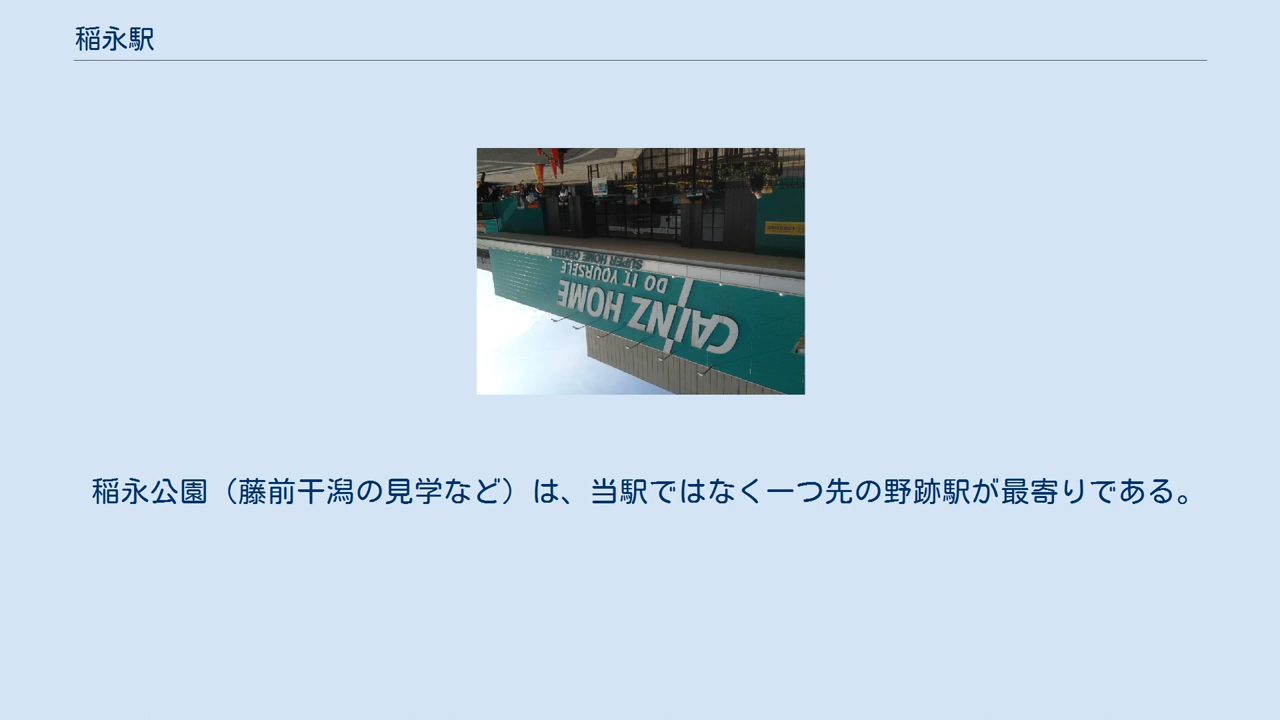 稲永駅
CAINZ HOME
DO IT YOURSELF
SUPER HOME CENTER
稲永公園（藤前干潟の見学など）は、当駅ではなく一つ先の野跡駅が最寄りである。